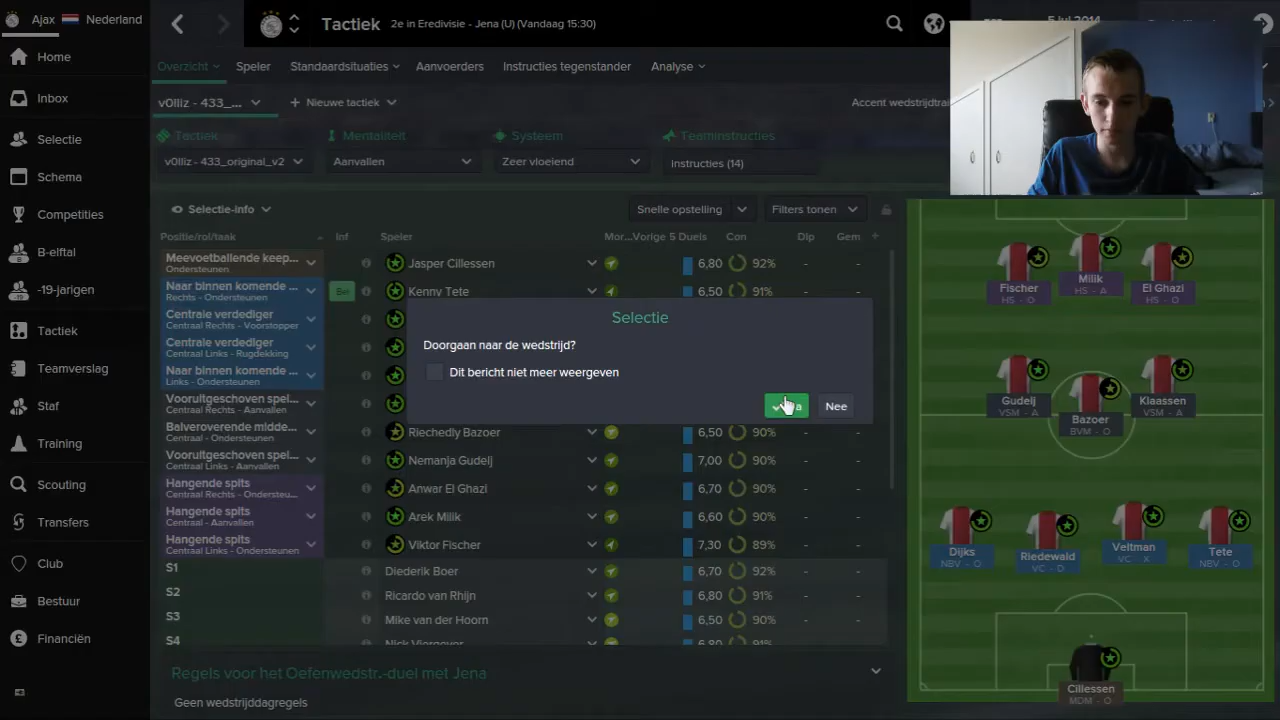 Ajax Nederland
Home
Inbox
Selectie
Schema
Competities
B-elftal
-19-jarigen
Tactiek
Teamverslag
Staf
Training
Scouting
Transfers
Club
Bestuur
Financiën
Tactiek 2e in Eredivisie - Jena (U) (Vandaag 15:30)
5 jul 2014
Overzicht Speler Standaardsituaties Aanvoerders Instructies tegenstander Analyse
v0lliz - 433_... Nieuwe tactiek Accent wedstrijdtrai
Tactiek Mentaliteit Systeem Teaminstructies
v0lliz - 433_original_v2 Aanvallen Zeer vloeiend Instructies (14)
Selectie-info Snelle opstelling Filters tonen
Positie/rol/taak Inf Speler Mor... Vorige 5 Duels Con Dlp Gem
Meevoetballende keep...
Ondersteunen
Jasper Cillessen 6,80 92% - -
Naar binnen komende ...
Rechts - Ondersteunen
Bel Kenny Tete 6,50 91% - -
Centrale verdediger
Centraal Rechts - Voorstopper
Centrale verdediger
Centraal Links - Rugdekking
Naar binnen komende ...
Links - Ondersteunen
Vooruitgeschoven spel...
Centraal Rechts - Aanvallen
Balveroverende midde...
Centraal - Ondersteunen
Riechedly Bazoer 6,50 90% - -
Vooruitgeschoven spel...
Centraal Links - Aanvallen
Nemanja Gudelj 7,00 90% - -
Hangende spits
Centraal Rechts - Ondersteu...
Anwar El Ghazi 6,70 90% - -
Hangende spits
Centraal - Aanvallen
Arek Milik 6,60 90% - -
Hangende spits
Centraal Links - Ondersteunen
Viktor Fischer 7,30 89% - -
S1 Diederik Boer 6,70 92% - -
S2 Ricardo van Rhijn 6,80 91% - -
S3 Mike van der Hoorn 6,50 90% - -
S4 Nick Viergever 6,80 91% - -
Selectie
Doorgaan naar de wedstrijd?
Dit bericht niet meer weergeven
Nee
Regels voor het Oefenwedstr.-duel met Jena
Geen wedstrijddagregels
Fischer Milik El Ghazi
HS - O HS - A HS - O
Gudelj Bazoer Klaassen
VSM - A BVM - O VSM - A
Dijks Riedewald Veltman Tete
NBV - O VC - D VC - X NBV - O
Cillessen
MDM - O